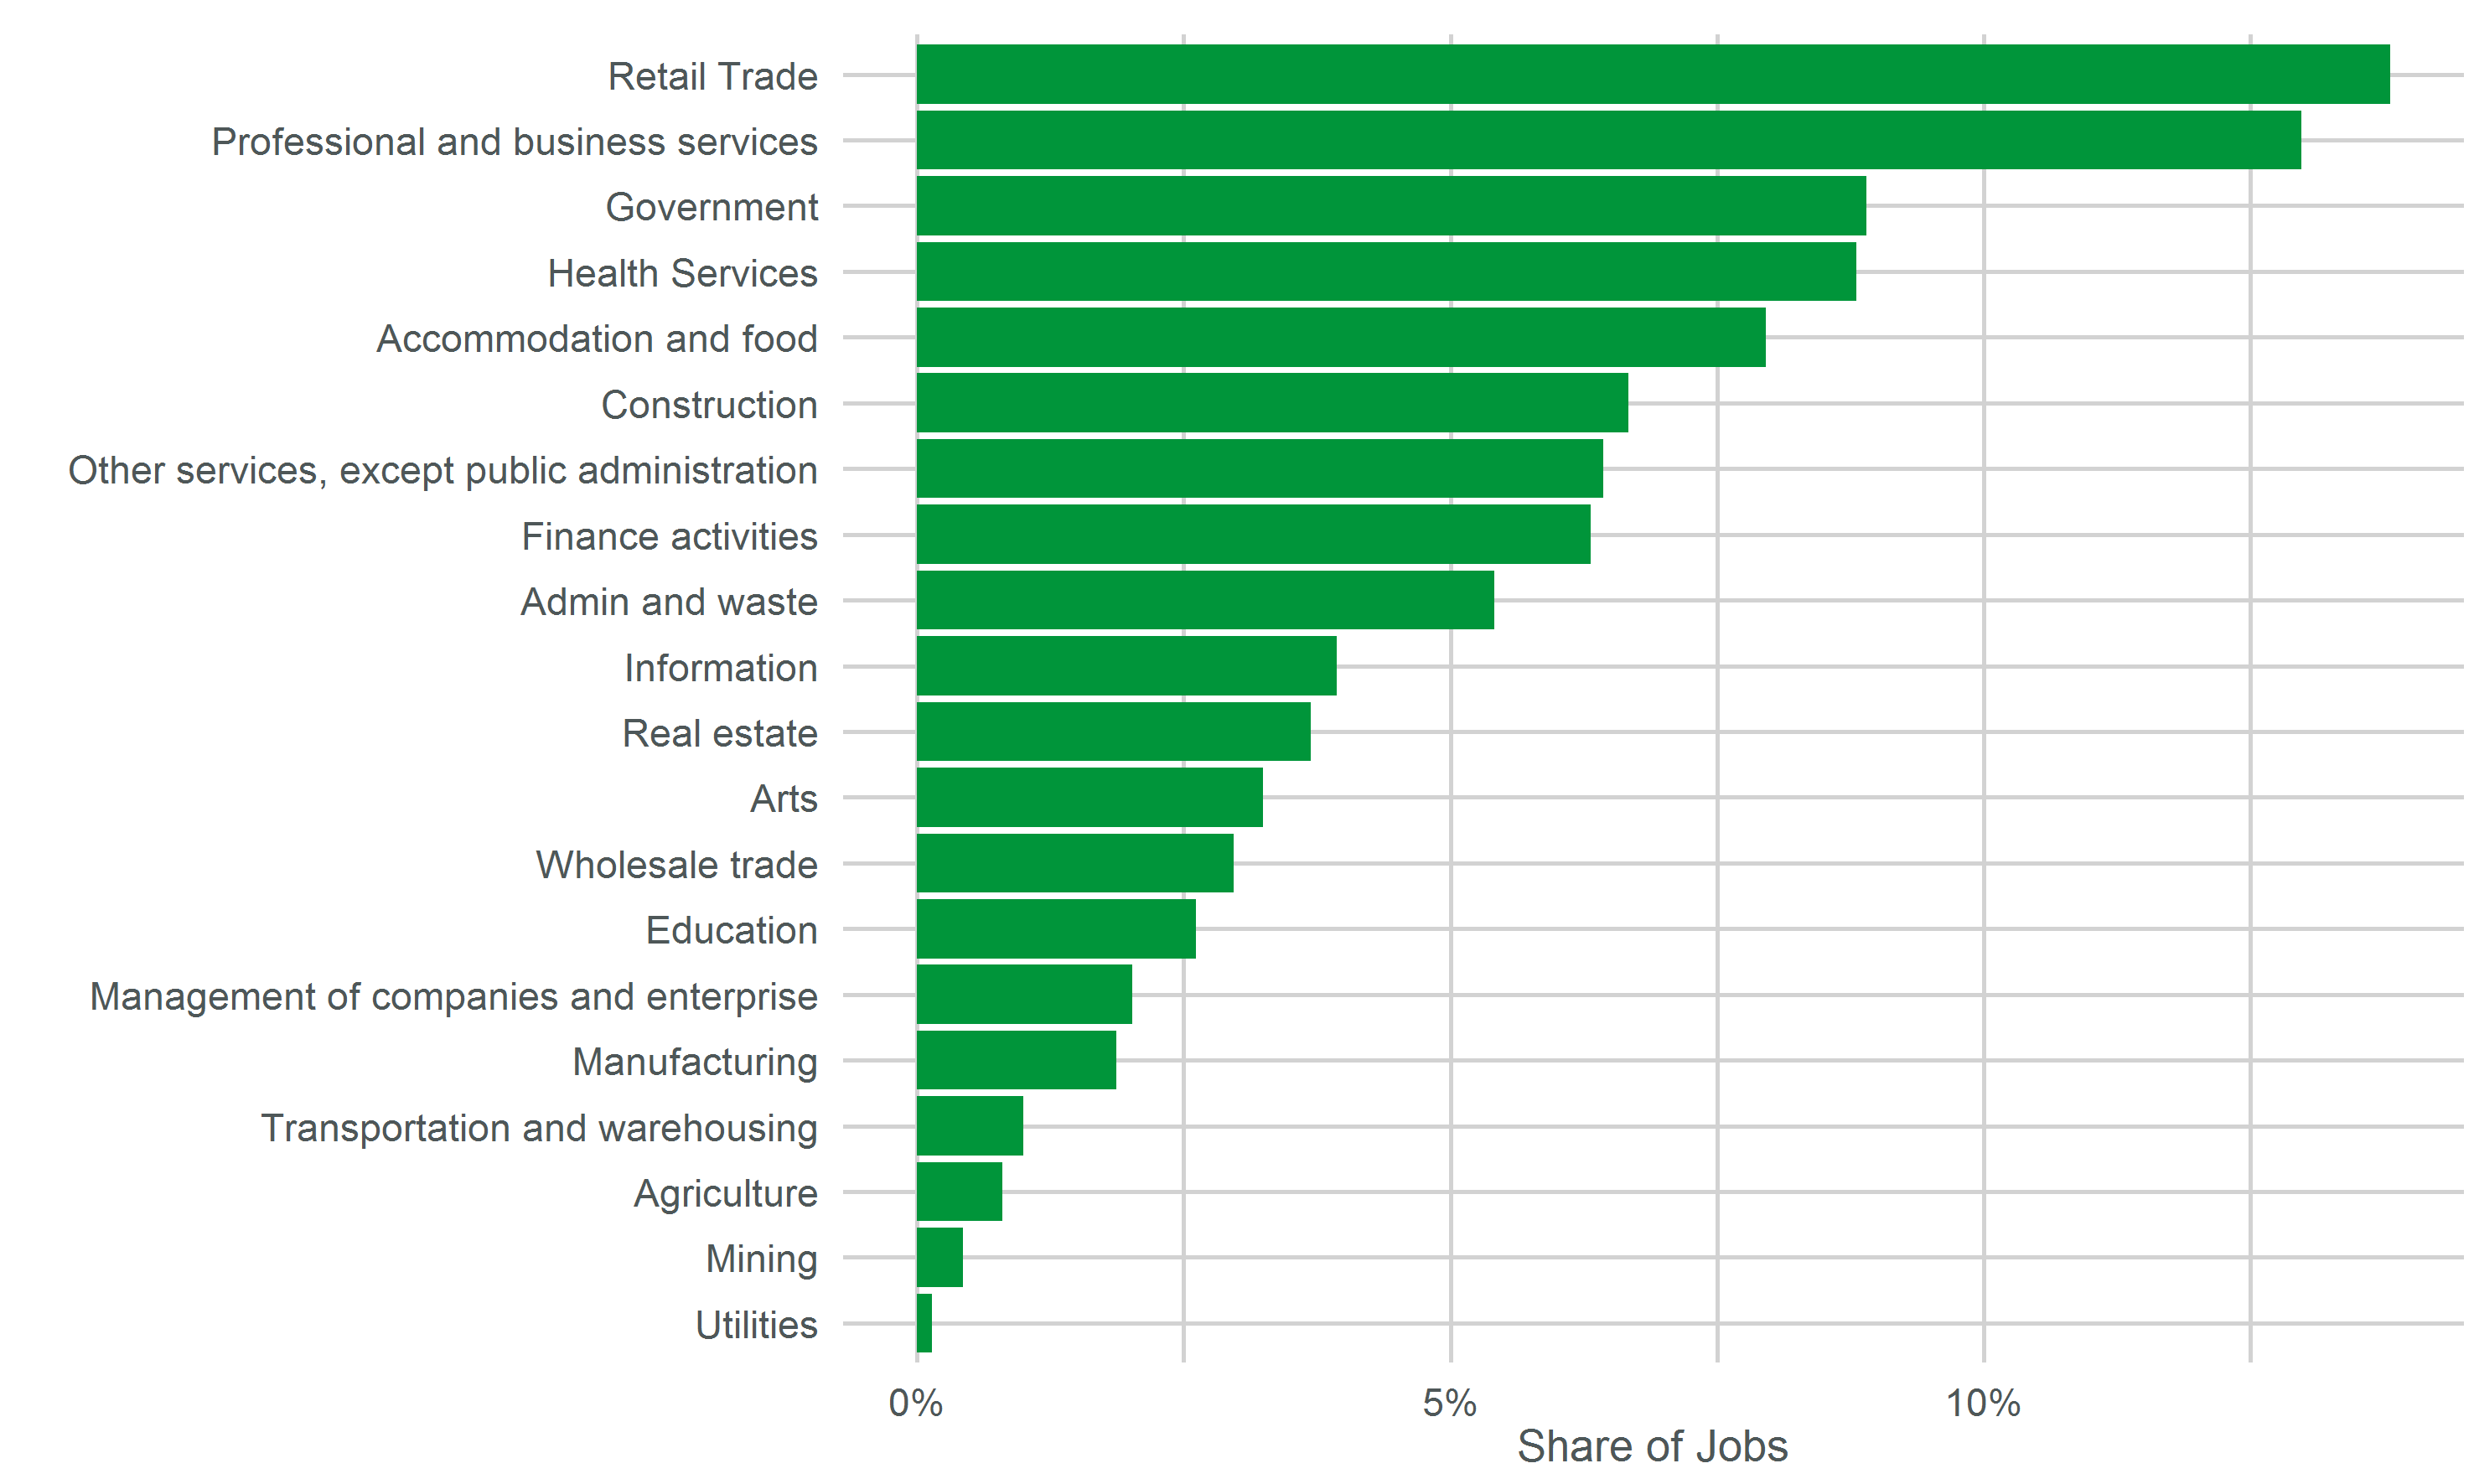 Retail Trade
Professional and business services
Government
Health Services
Accommodation and food
Construction
Other services, except public administration
Finance activities
Admin and waste
Information
Real estate
Arts
Wholesale trade
Education
Management of companies and enterprise
Manufacturing
Transportation and warehousing
Agriculture
Mining
Utilities
0% 5% 10%
Share of Jobs